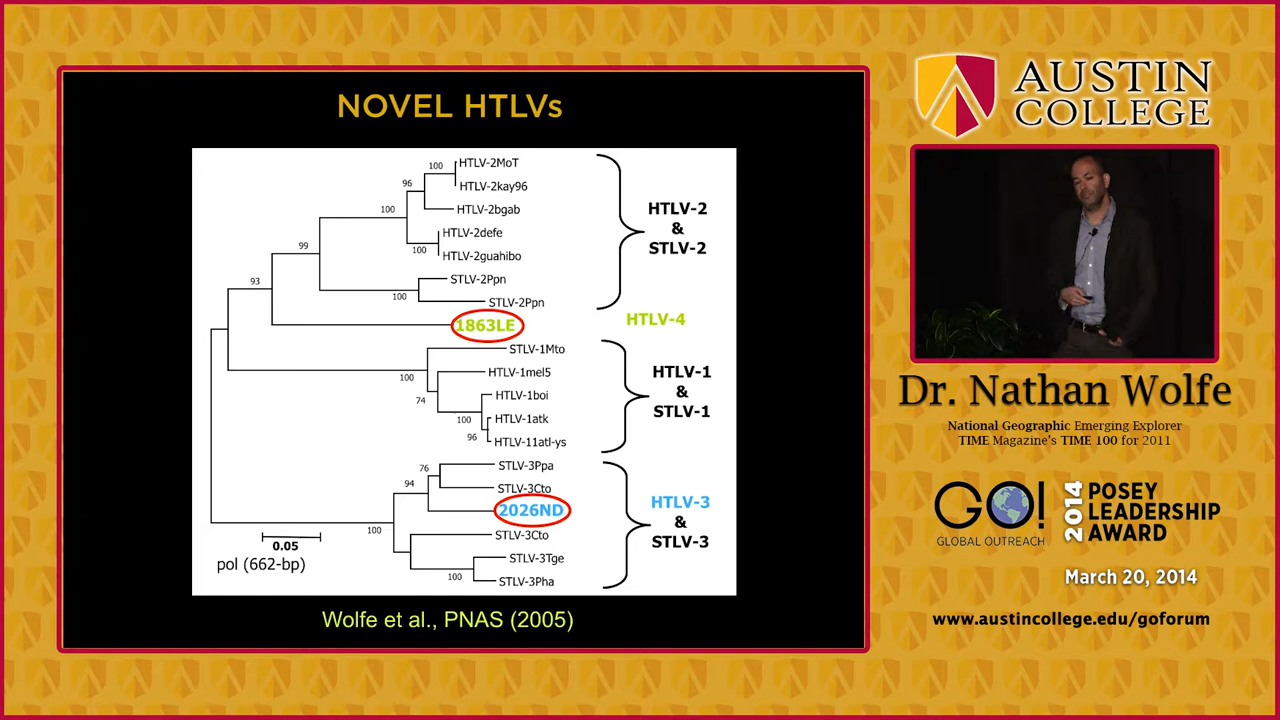 NOVEL HTLVs
100
HTLV-2MoT
96
HTLV-2kay96
100
HTLV-2bgab
HTLV-2defe
99
100
HTLV-2guahibo
93
STLV-2Ppn
100
STLV-2Ppn
HTLV-2
&
STLV-2
1863LE
HTLV-4
STLV-1Mto
100
HTLV-1mel5
74
HTLV-1boi
100
HTLV-1atk
96
HTLV-11atl-ys
HTLV-1
&
STLV-1
76
STLV-3Ppa
94
STLV-3Cto
2026ND
100
STLV-3Cto
STLV-3Tge
100
STLV-3Pha
HTLV-3
&
STLV-3
0.05
pol (662-bp)
Wolfe et al., PNAS (2005)
AUSTIN
COLLEGE
Dr. Nathan Wolfe
National Geographic Emerging Explorer
TIME Magazine's TIME 100 for 2011
GO!
GLOBAL OUTREACH
2014
POSEY
LEADERSHIP
AWARD
March 20, 2014
www.austincollege.edu/goforum